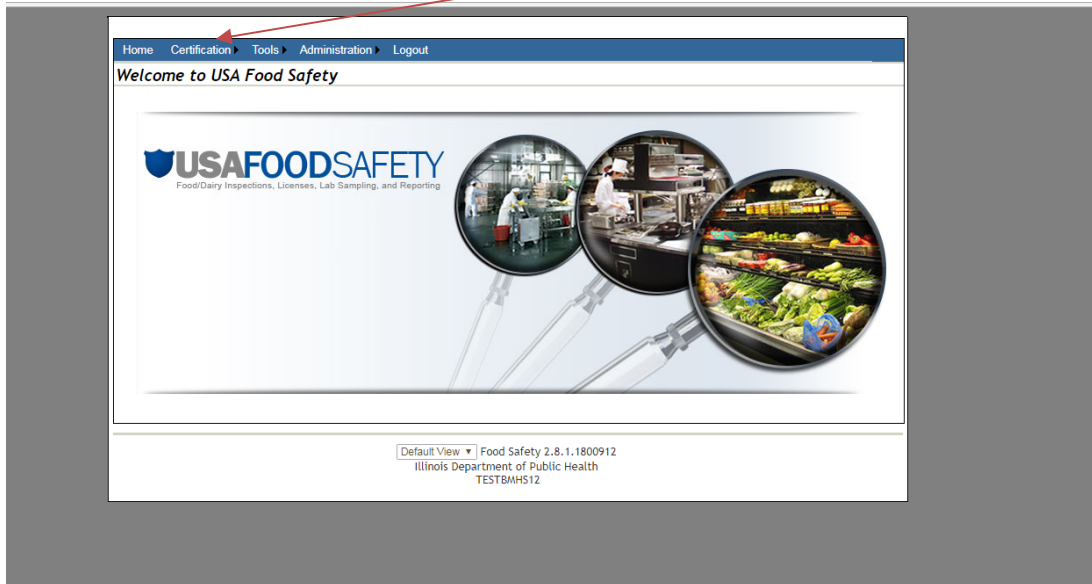 Home Certification Tools Administration Logout
Welcome to USA Food Safety
USAFOODSAFETY
Food/Dairy Inspections, Licenses, Lab Sampling, and Reporting
Default View Food Safety 2.8.1.1800912
Illinois Department of Public Health
TESTBMHS12